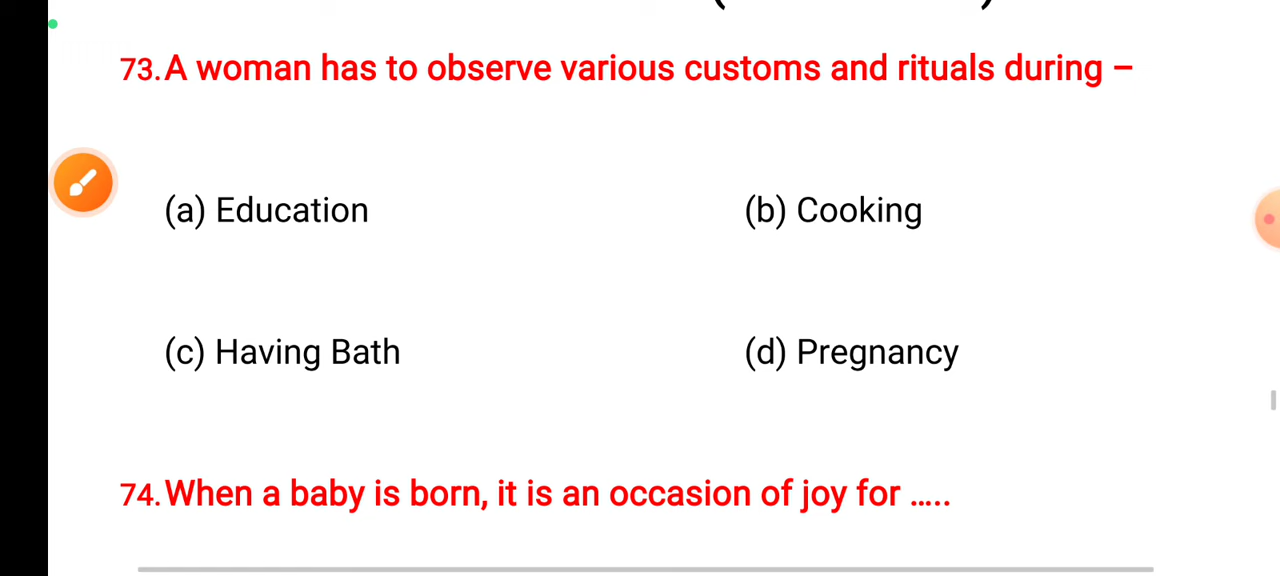 73. A woman has to observe various customs and rituals during –
(a) Education (b) Cooking
(c) Having Bath (d) Pregnancy
74. When a baby is born, it is an occasion of joy for .....